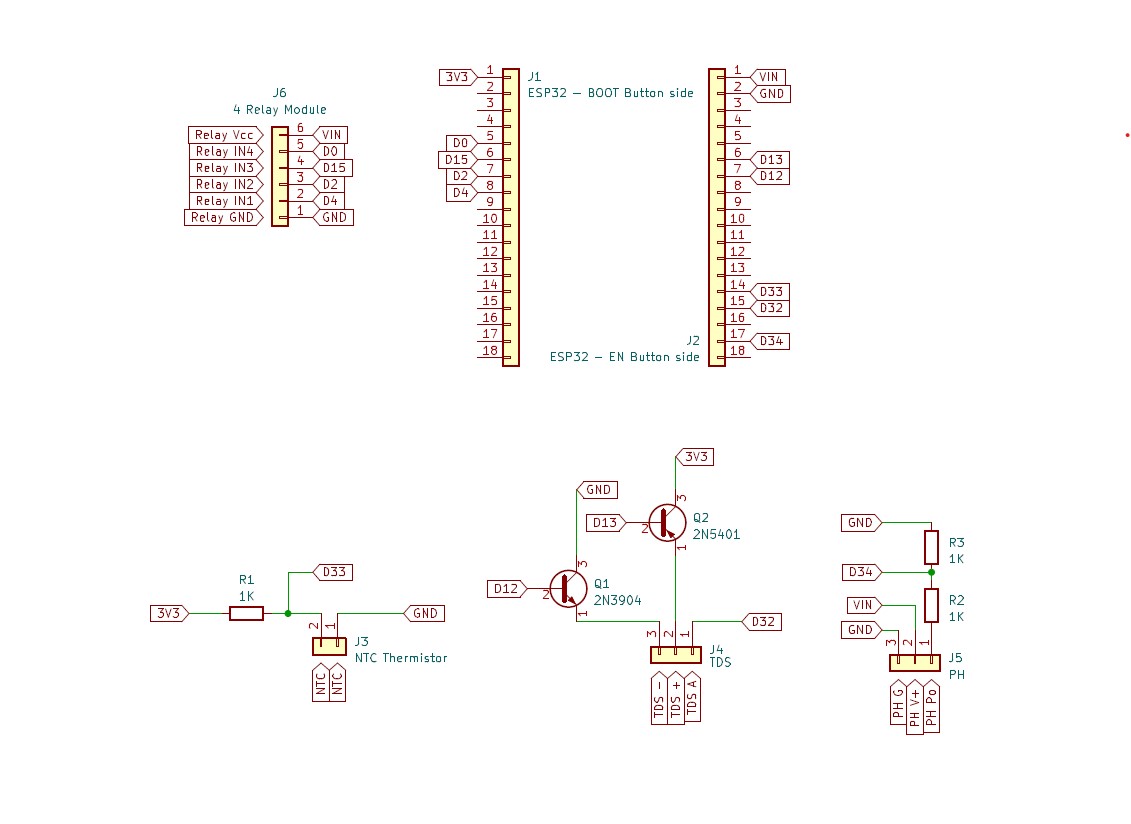 J6
4 Relay Module
Relay Vcc 6 VIN
Relay IN4 5 D0
Relay IN3 4 D15
Relay IN2 3 D2
Relay IN1 2 D4
Relay GND 1 GND
J1
ESP32 – BOOT Button side
3V3 1
2
3
4
D0 5
D15 6
D2 7
D4 8
9
10
11
12
13
14
15
16
17
18
1 VIN
2 GND
3
4
5
6 D13
7 D12
8
9
10
11
12
13
14 D33
15 D32
16
17 D34
18
J2
ESP32 – EN Button side
R1
1K
3V3
D33
GND
2
1
J3
NTC Thermistor
NTC
NTC
3V3
GND
3
D13
2
Q2
2N5401
1
3
D12
2
Q1
2N3904
1
D32
3
2
1
J4
TDS
TDS –
TDS +
TDS A
GND
R3
1K
D34
R2
1K
VIN
GND
3
2
1
J5
PH
PH G
PH V+
PH Po